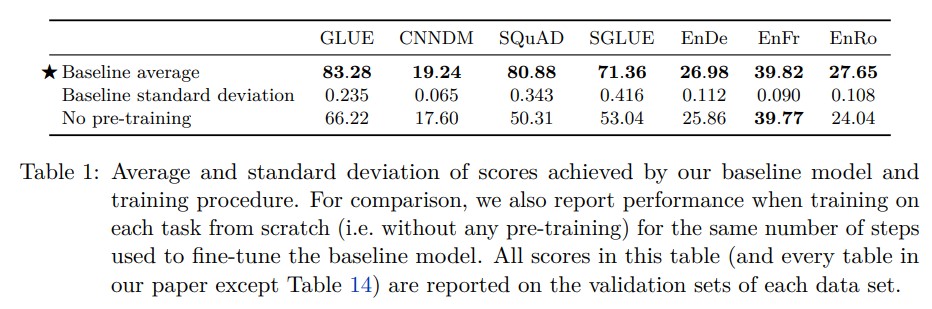 GLUE CNNDM SQuAD SGLUE EnDe EnFr EnRo
★ Baseline average 83.28 19.24 80.88 71.36 26.98 39.82 27.65
Baseline standard deviation 0.235 0.065 0.343 0.416 0.112 0.090 0.108
No pre-training 66.22 17.60 50.31 53.04 25.86 39.77 24.04
Table 1: Average and standard deviation of scores achieved by our baseline model and
training procedure. For comparison, we also report performance when training on
each task from scratch (i.e. without any pre-training) for the same number of steps
used to fine-tune the baseline model. All scores in this table (and every table in
our paper except Table 14) are reported on the validation sets of each data set.